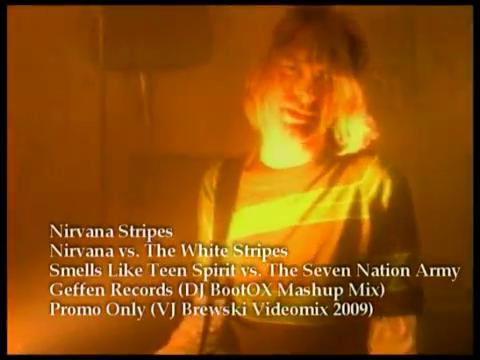 Nirvana Stripes
Nirvana vs. The White Stripes
Smells Like Teen Spirit vs. The Seven Nation Army
Geffen Records (DJ BootOX Mashup Mix)
Promo Only (VJ Brewski Videomix 2009)